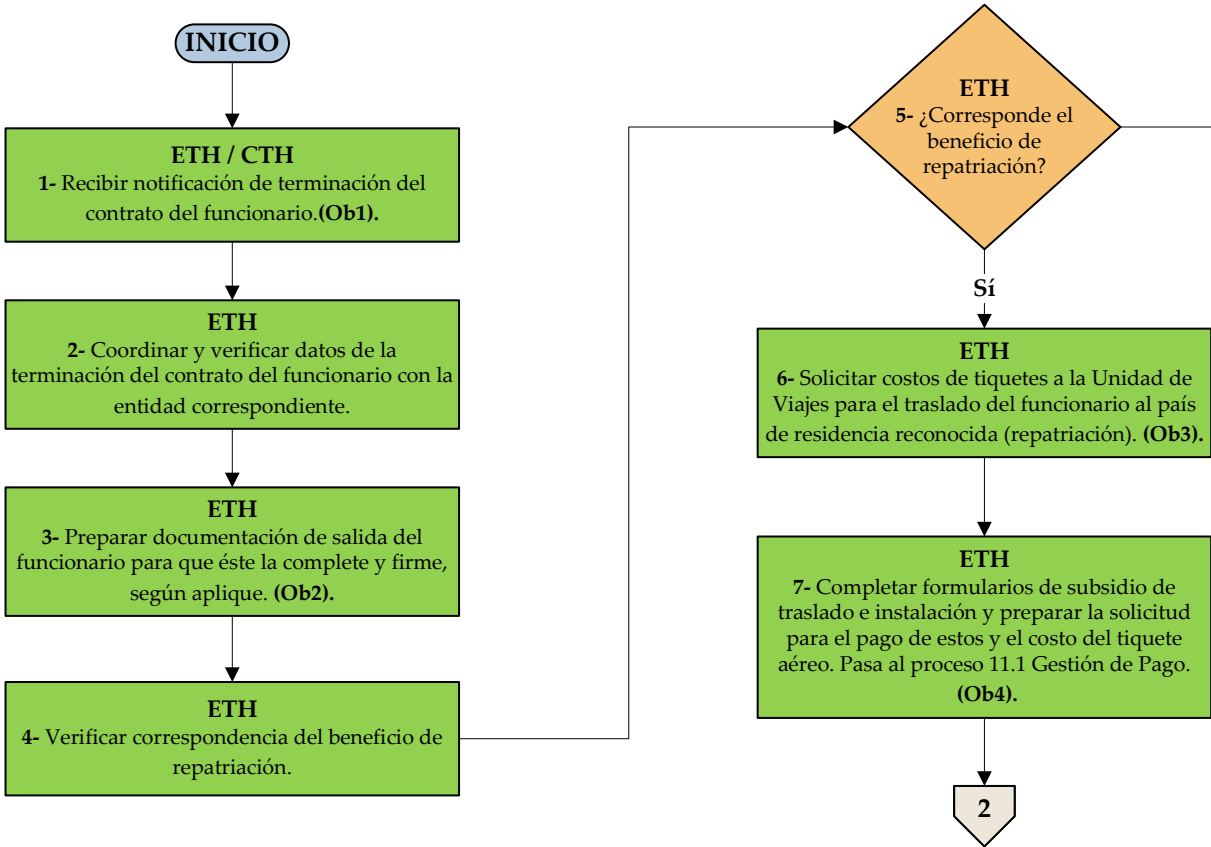 INICIO
ETH / CTH
1- Recibir notificación de terminación del
contrato del funcionario.(Ob1).
ETH
2- Coordinar y verificar datos de la
terminación del contrato del funcionario con la
entidad correspondiente.
ETH
3- Preparar documentación de salida del
funcionario para que éste la complete y firme,
según aplique. (Ob2).
ETH
4- Verificar correspondencia del beneficio de
repatriación.
ETH
5- ¿Corresponde el
beneficio de
repatriación?
Sí
ETH
6- Solicitar costos de tiquetes a la Unidad de
Viajes para el traslado del funcionario al país
de residencia reconocida (repatriación). (Ob3).
ETH
7- Completar formularios de subsidio de
traslado e instalación y preparar la solicitud
para el pago de estos y el costo del tiquete
aéreo. Pasa al proceso 11.1 Gestión de Pago.
(Ob4).
2